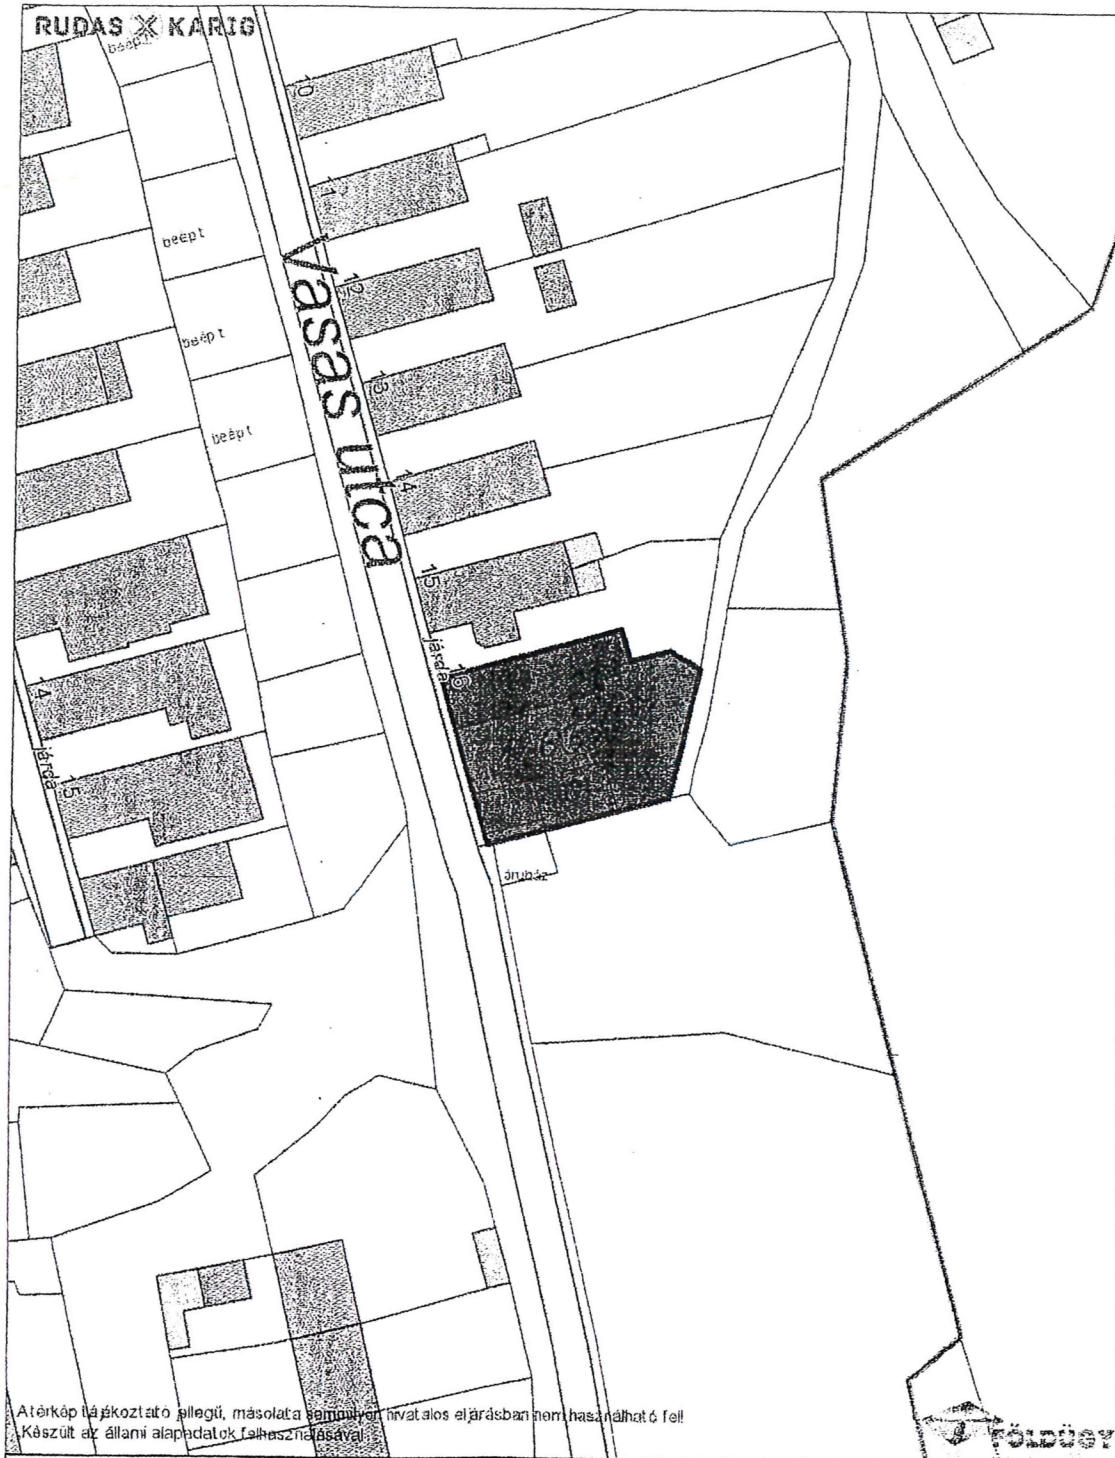 RUDAS KARIG
beépt
10
11
beépt
Vasas utca
12
beépt
13
beépt
14
15
járda
16
14
járda
15
áruház
A térkép tájékoztató jellegű, másolata semmilyen hivatalos eljárásban nem használható fel!
Készült az állami alapadatok felhasználásával.
FÖLDÜGY